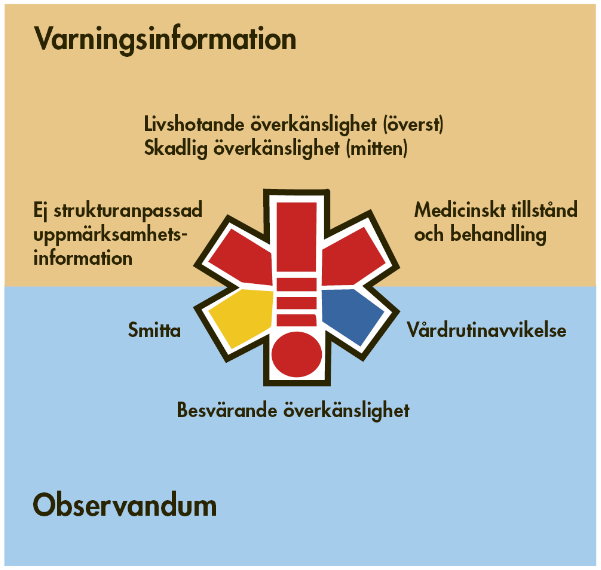 Varningsinformation
Livshotande överkänslighet (överst)
Skadlig överkänslighet (mitten)
Ej strukturanpassad
uppmärksamhets-
information
Medicinskt tillstånd
och behandling
Smitta
Vårdrutinavvikelse
Besvärande överkänslighet
Observandum